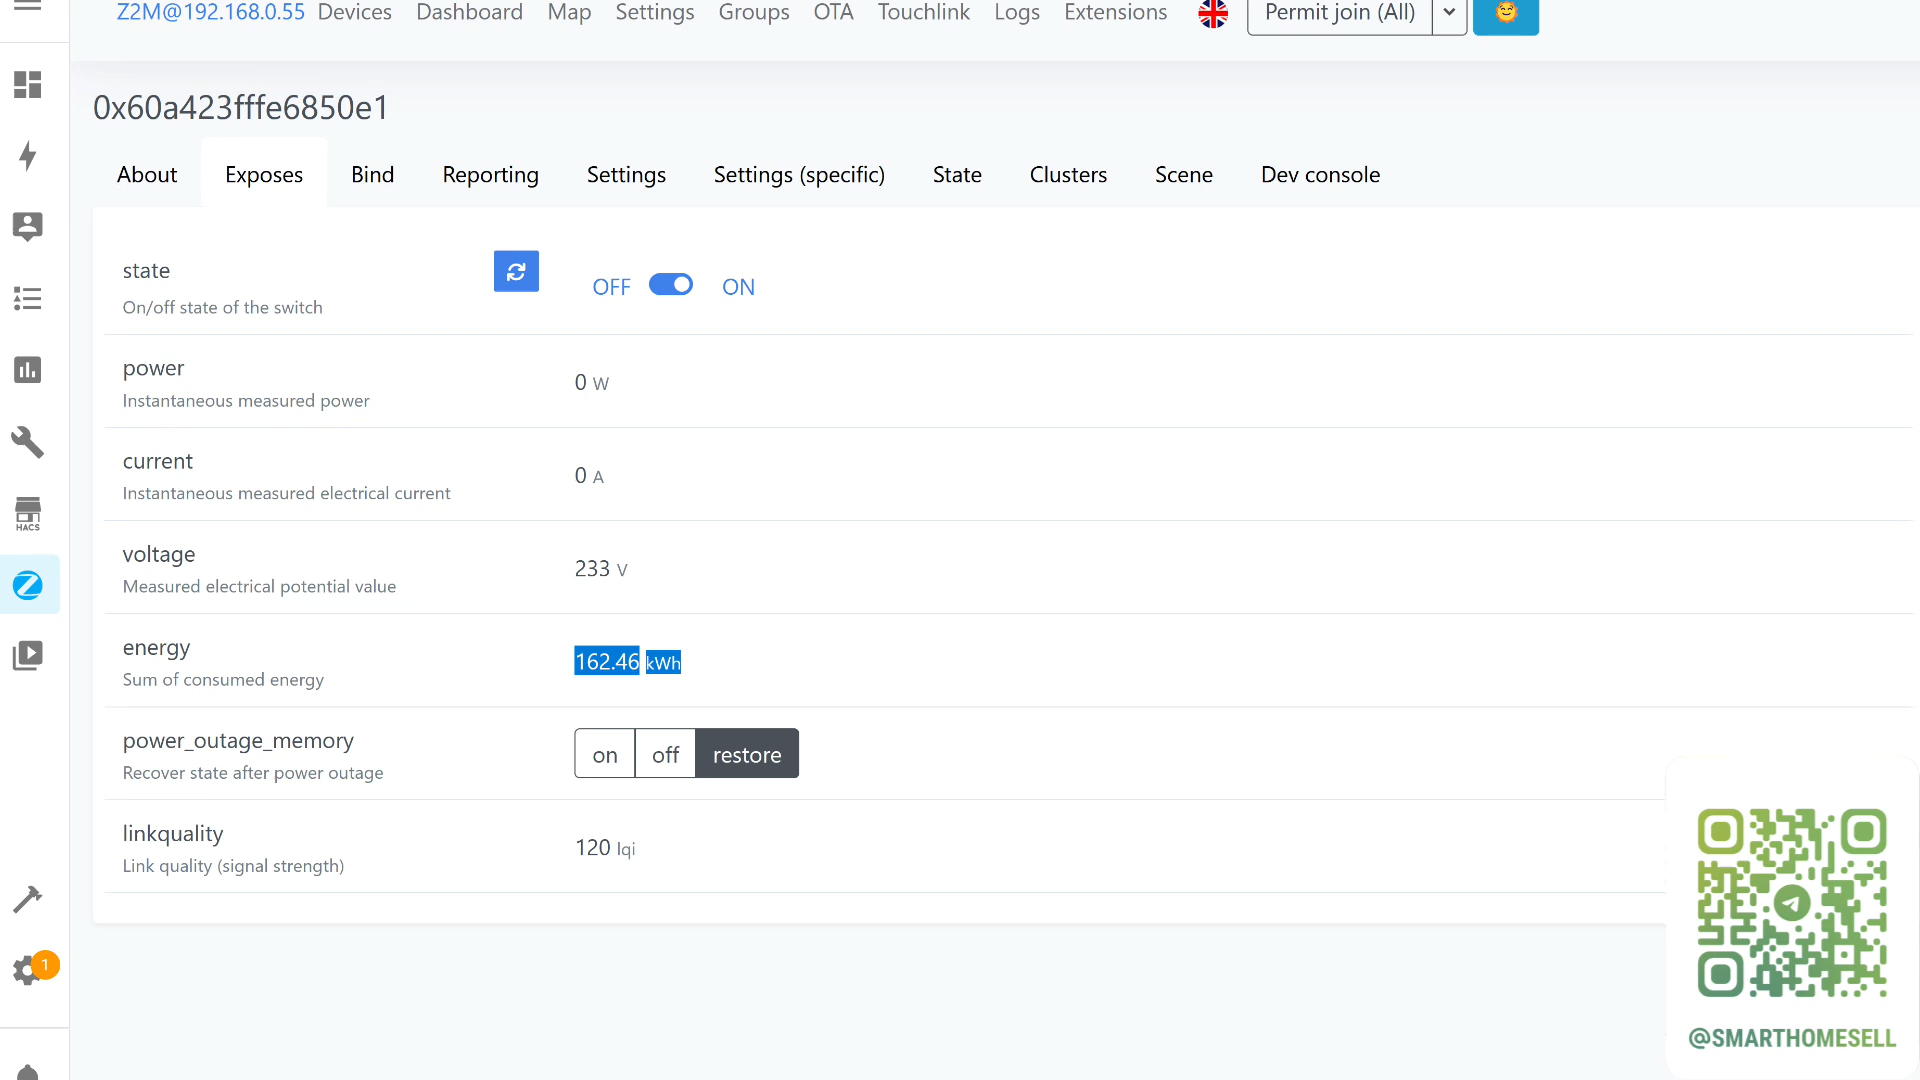 Z2M@192.168.0.55 Devices Dashboard Map Settings Groups OTA Touchlink Logs Extensions Permit join (All)
0x60a423fffe6850e1
About Exposes Bind Reporting Settings Settings (specific) State Clusters Scene Dev console
state
OFF ON
On/off state of the switch
power
0 W
Instantaneous measured power
current
0 A
Instantaneous measured electrical current
HACS
voltage
233 V
Measured electrical potential value
energy
162.46 kWh
Sum of consumed energy
power_outage_memory
on off restore
Recover state after power outage
linkquality
120 lqi
Link quality (signal strength)
1
@SMARTHOMESELL